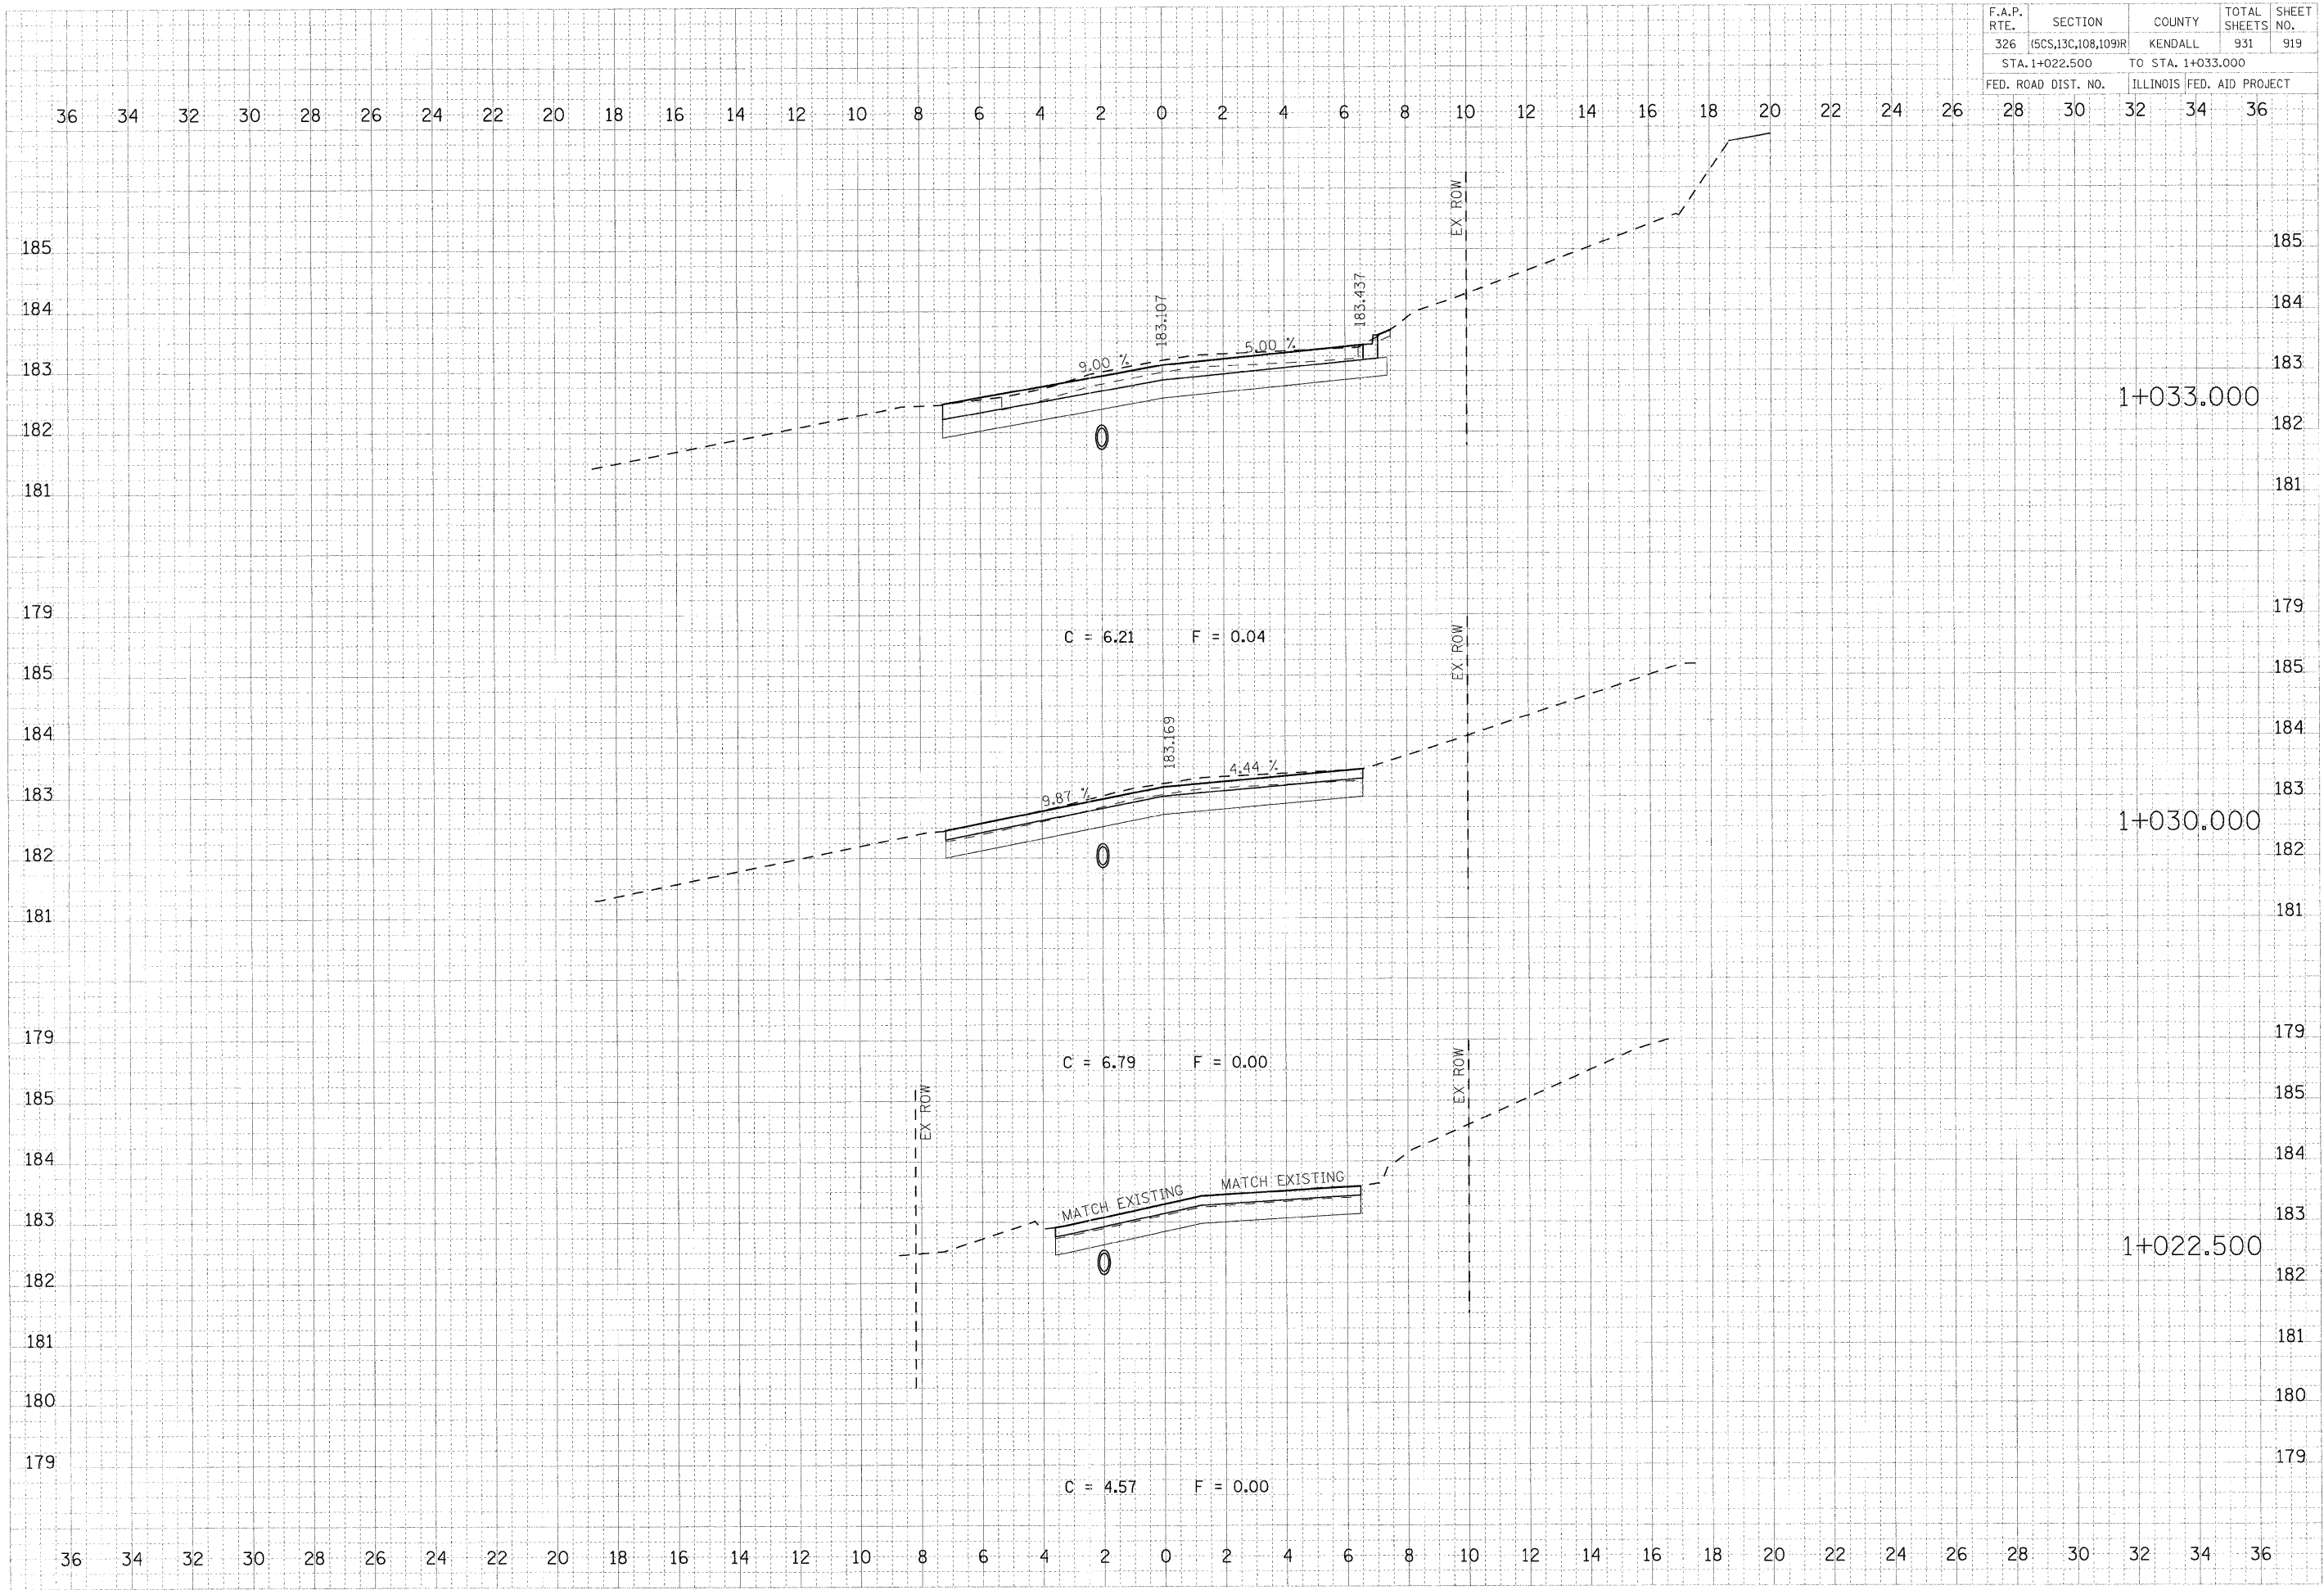 F.A.P. RTE. SECTION COUNTY TOTAL SHEETS SHEET NO.
326 (5CS,13C,108,109)R KENDALL 931 919
STA. 1+022.500 TO STA. 1+033.000
FED. ROAD DIST. NO. ILLINOIS FED. AID PROJECT
36 34 32 30 28 26 24 22 20 18 16 14 12 10 8 6 4 2 0 2 4 6 8 10 12 14 16 18 20 22 24 26 28 30 32 34 36
EX ROW
185 185
183.107
183.437
184 184
9.00 %
5.00 %
183 183
1+033.000
182 182
181 181
179 179
C = 6.21 F = 0.04
EX ROW
185 185
183.169
184 184
9.87 %
4.44 %
183 183
1+030.000
182 182
181 181
179 179
C = 6.79 F = 0.00
EX ROW
EX ROW
185 185
184 184
MATCH EXISTING MATCH EXISTING
183 183
1+022.500
182 182
181 181
180 180
179 179
C = 4.57 F = 0.00
36 34 32 30 28 26 24 22 20 18 16 14 12 10 8 6 4 2 0 2 4 6 8 10 12 14 16 18 20 22 24 26 28 30 32 34 36